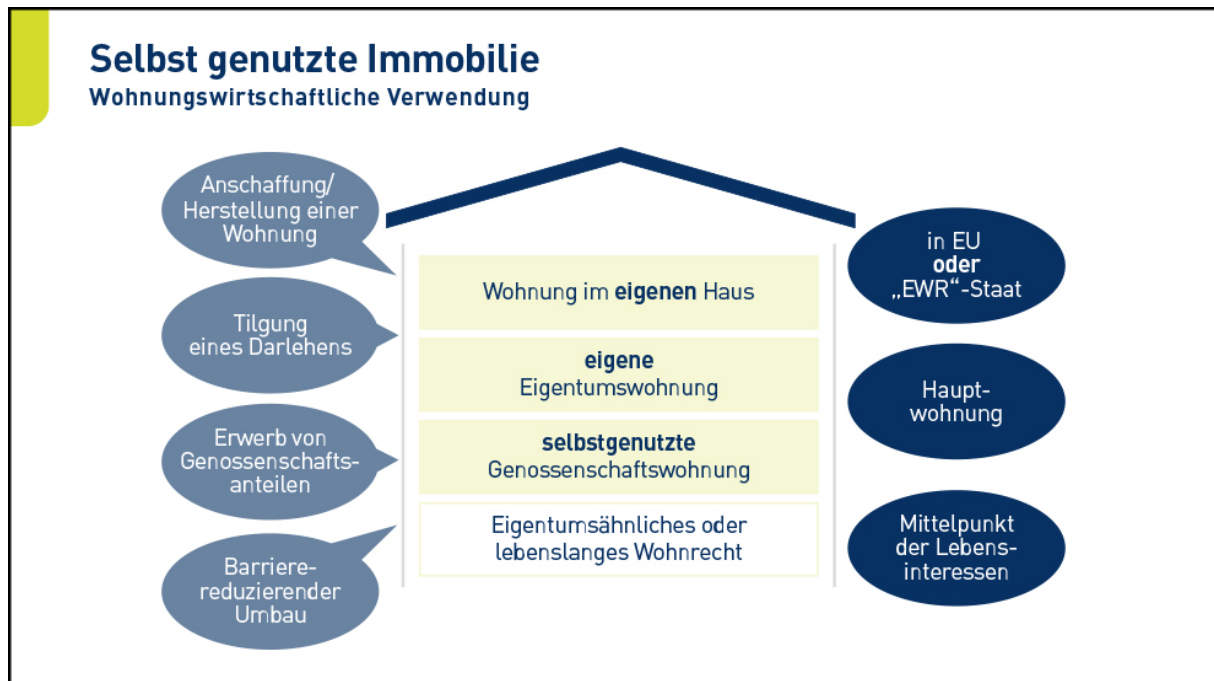 Selbst genutzte Immobilie
Wohnungswirtschaftliche Verwendung
Anschaffung/
Herstellung einer
Wohnung
Tilgung
eines Darlehens
Erwerb von
Genossenschafts-
anteilen
Barriere-
reduzierender
Umbau
Wohnung im eigenen Haus
eigene
Eigentumswohnung
selbstgenutzte
Genossenschaftswohnung
Eigentumsähnliches oder
lebenslanges Wohnrecht
in EU
oder
„EWR“-Staat
Haupt-
wohnung
Mittelpunkt
der Lebens-
interessen